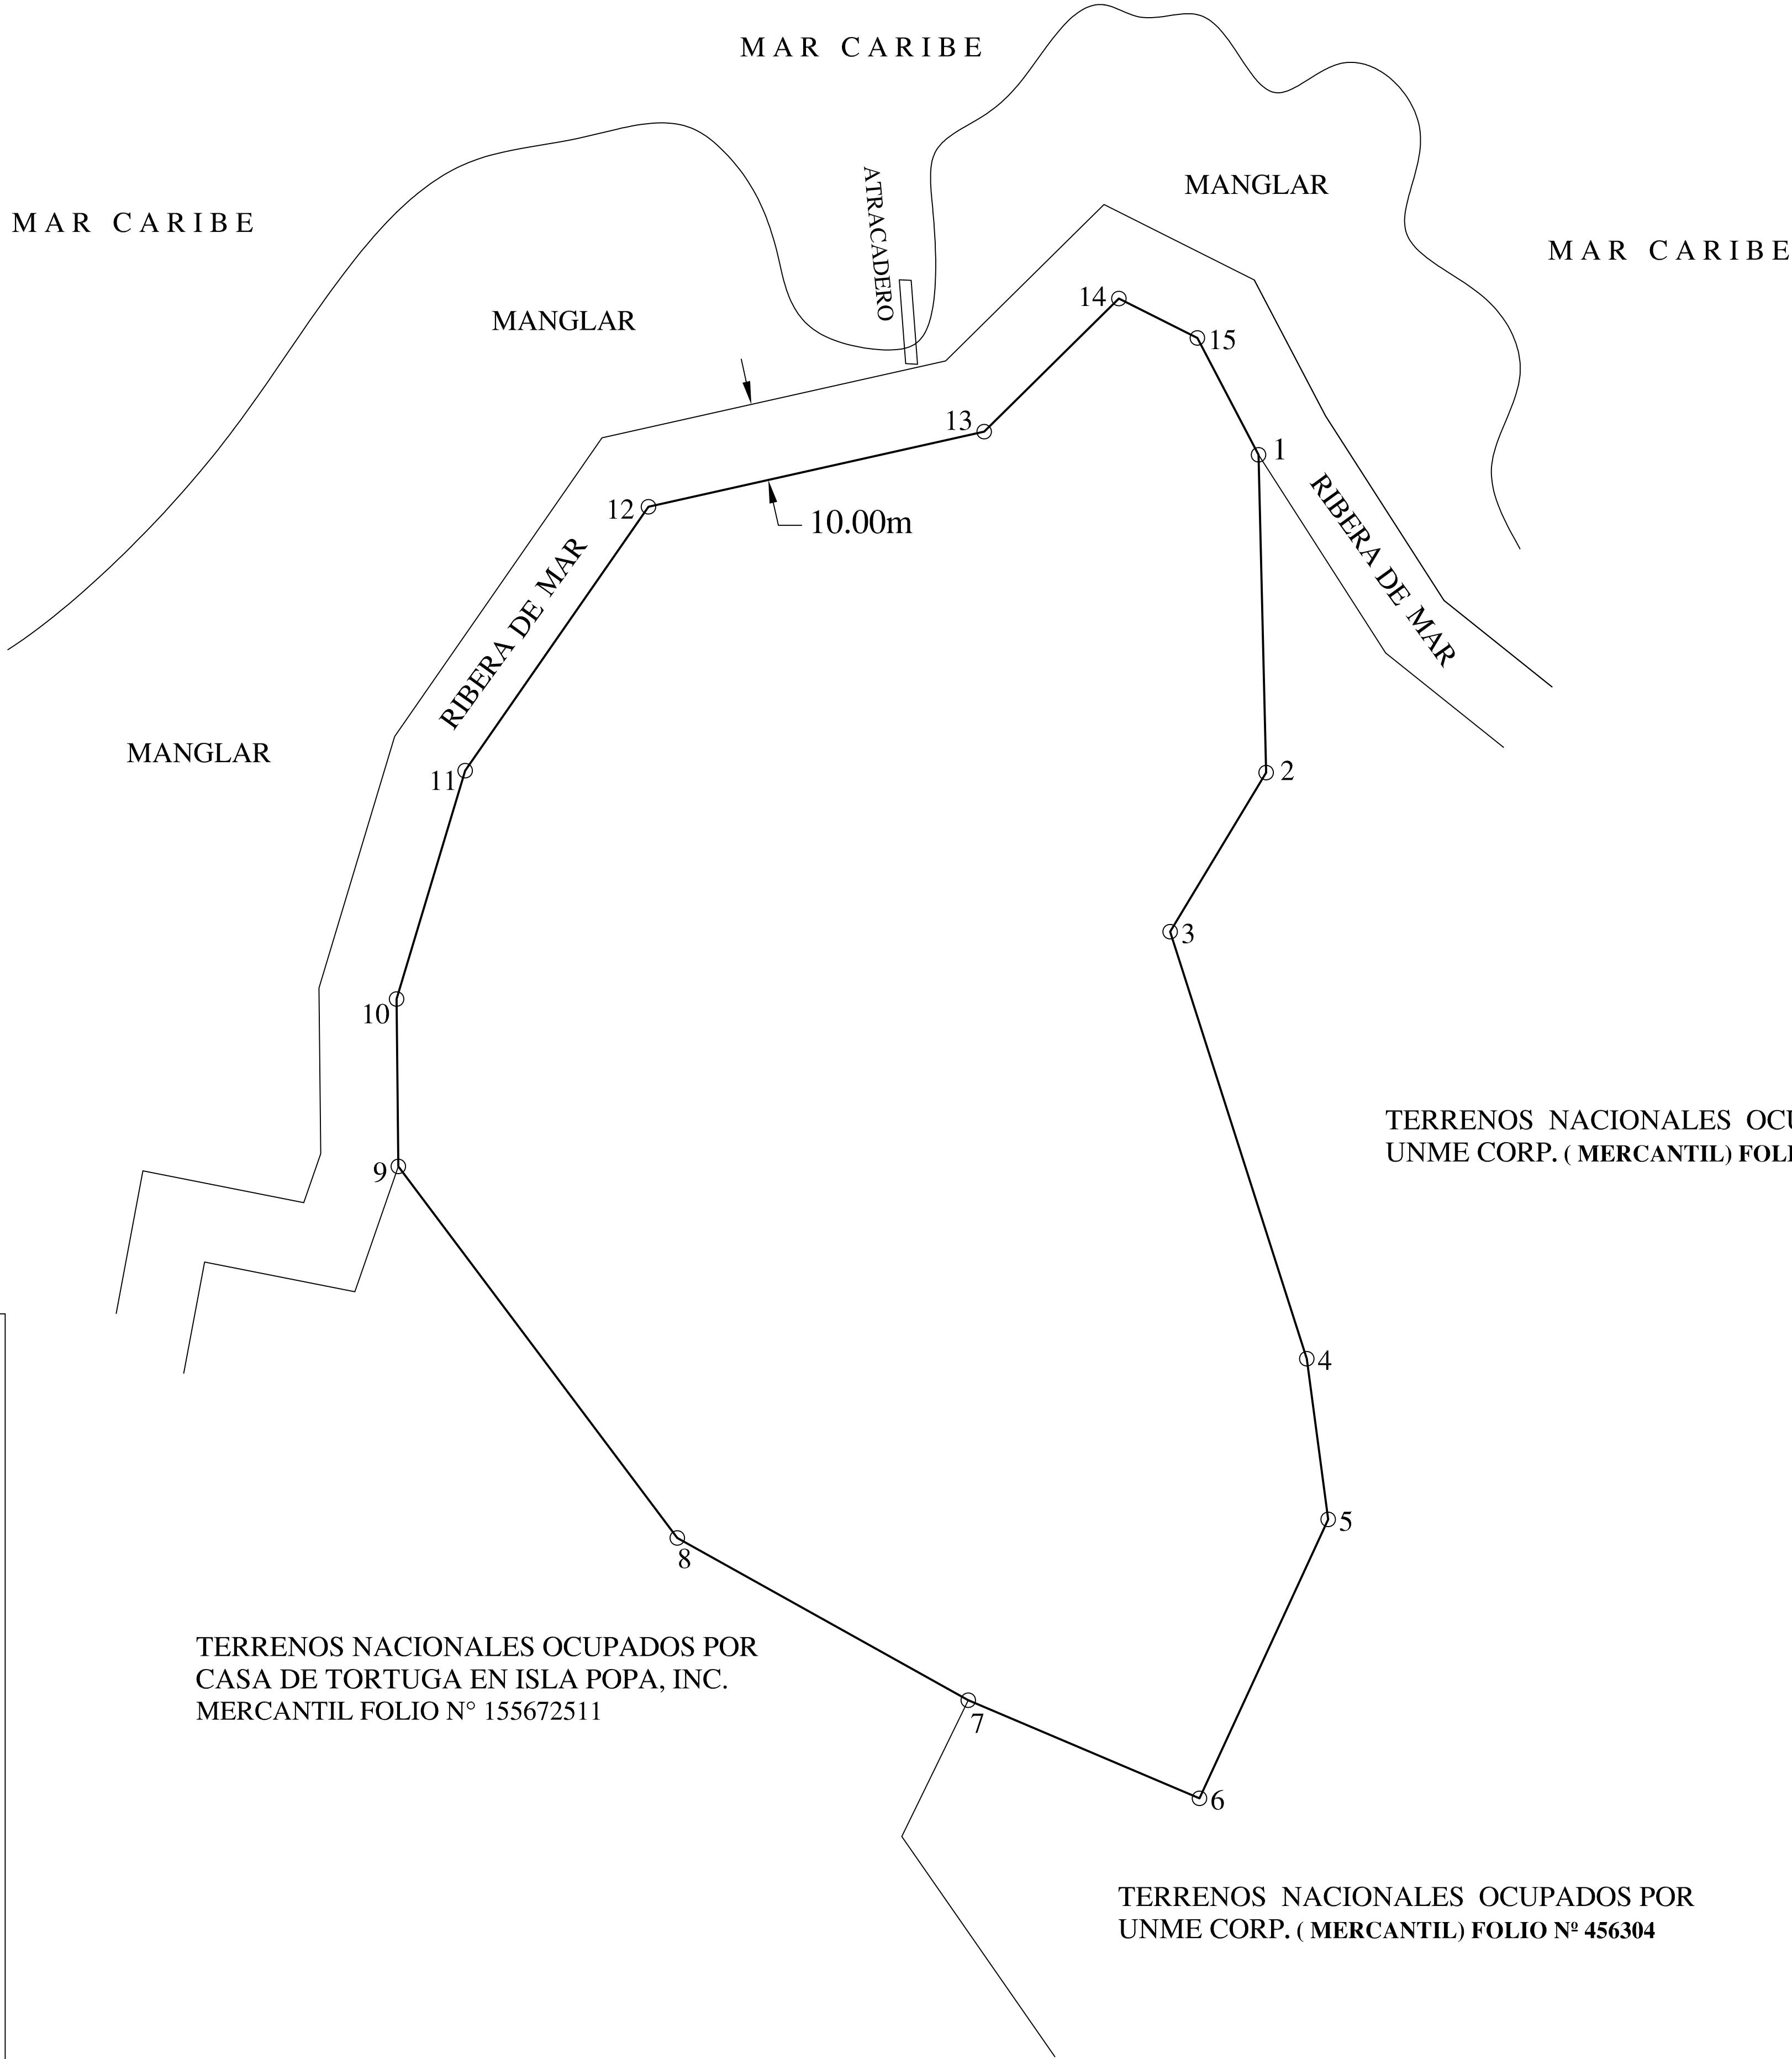 MAR CARIBE
MANGLAR
MAR CARIBE
MAR CARIBE
ATRACADERO
14
MANGLAR
15
13
1
12
10.00m
RIBERA DE MAR
RIBERA DE MAR
MANGLAR
11
2
3
10
TERRENOS NACIONALES
UNME CORP. ( MERCANTIL)
9
4
5
8
TERRENOS NACIONALES OCUPADOS POR
CASA DE TORTUGA EN ISLA POPA, INC.
MERCANTIL FOLIO N° 155672511
7
6
TERRENOS NACIONALES OCUPADOS POR
UNME CORP. ( MERCANTIL) FOLIO Nº 456304